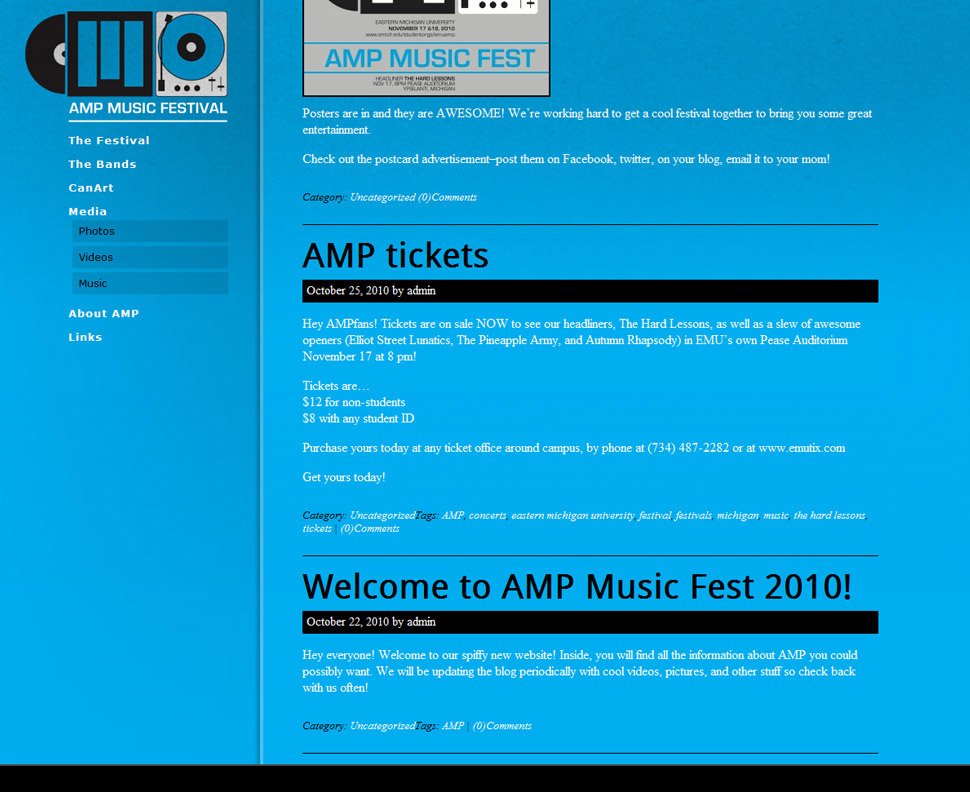 AMP MUSIC FESTIVAL
The Festival
The Bands
CanArt
Media
Photos
Videos
Music
About AMP
Links
EASTERN MICHIGAN UNIVERSITY
NOVEMBER 17 &18, 2010
www.emich.edu/studentorgs/emuamp
AMP MUSIC FEST
HEADLINER THE HARD LESSONS
NOV 17, 8PM PEASE AUDITORIUM
YPSILANTI, MICHIGAN
Posters are in and they are AWESOME! We’re working hard to get a cool festival together to bring you some great
entertainment.
Check out the postcard advertisement–post them on Facebook, twitter, on your blog, email it to your mom!
Category: Uncategorized (0)Comments
AMP tickets
October 25, 2010 by admin
Hey AMPfans! Tickets are on sale NOW to see our headliners, The Hard Lessons, as well as a slew of awesome
openers (Elliot Street Lunatics, The Pineapple Army, and Autumn Rhapsody) in EMU’s own Pease Auditorium
November 17 at 8 pm!
Tickets are…
$12 for non-students
$8 with any student ID
Purchase yours today at any ticket office around campus, by phone at (734) 487-2282 or at www.emutix.com
Get yours today!
Category: UncategorizedTags: AMP, concerts, eastern michigan university, festival, festivals, michigan, music, the hard lessons,
tickets | (0)Comments
Welcome to AMP Music Fest 2010!
October 22, 2010 by admin
Hey everyone! Welcome to our spiffy new website! Inside, you will find all the information about AMP you could
possibly want. We will be updating the blog periodically with cool videos, pictures, and other stuff so check back
with us often!
Category: UncategorizedTags: AMP | (0)Comments